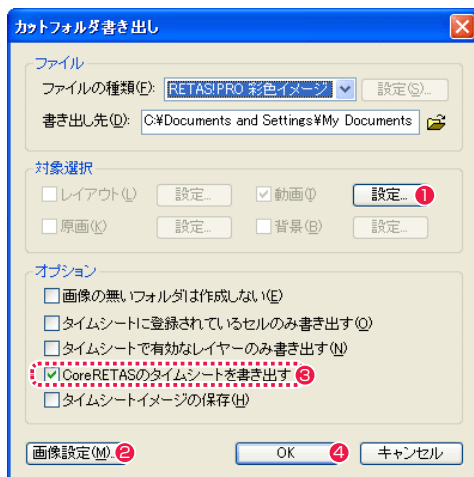 カットフォルダ書き出し
ファイル
ファイルの種類(F): RETAS!PRO 彩色イメージ 設定(S)...
書き出し先(D): C:¥Documents and Settings¥My Documents
対象選択
レイアウト(L) 設定... 動画(I) 設定... 1
原画(K) 設定... 背景(B) 設定...
オプション
画像の無いフォルダは作成しない(E)
タイムシートに登録されているセルのみ書き出す(O)
タイムシートで有効なレイヤーのみ書き出す(N)
CoreRETASのタイムシートを書き出す 3
タイムシートイメージの保存(H)
画像設定(M)... 2 OK 4 キャンセル